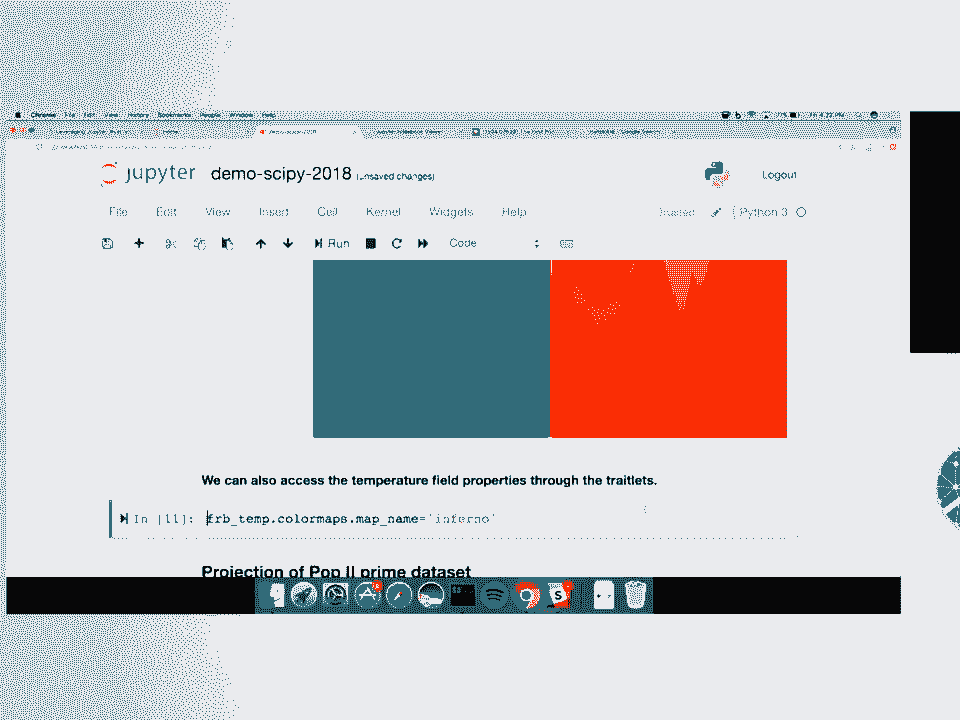 Chrome File Edit View History Bookmarks People Window Help
jupyter demo-scipy-2018 (unsaved changes)
Logout
File Edit View Insert Cell Kernel Widgets Help
Trusted
Python 3
Run
Code
We can also access the temperature field properties through the traitlets.
In [11]: frb_temp.colormaps.map_name='inferno'
Projection of Pop II prime dataset